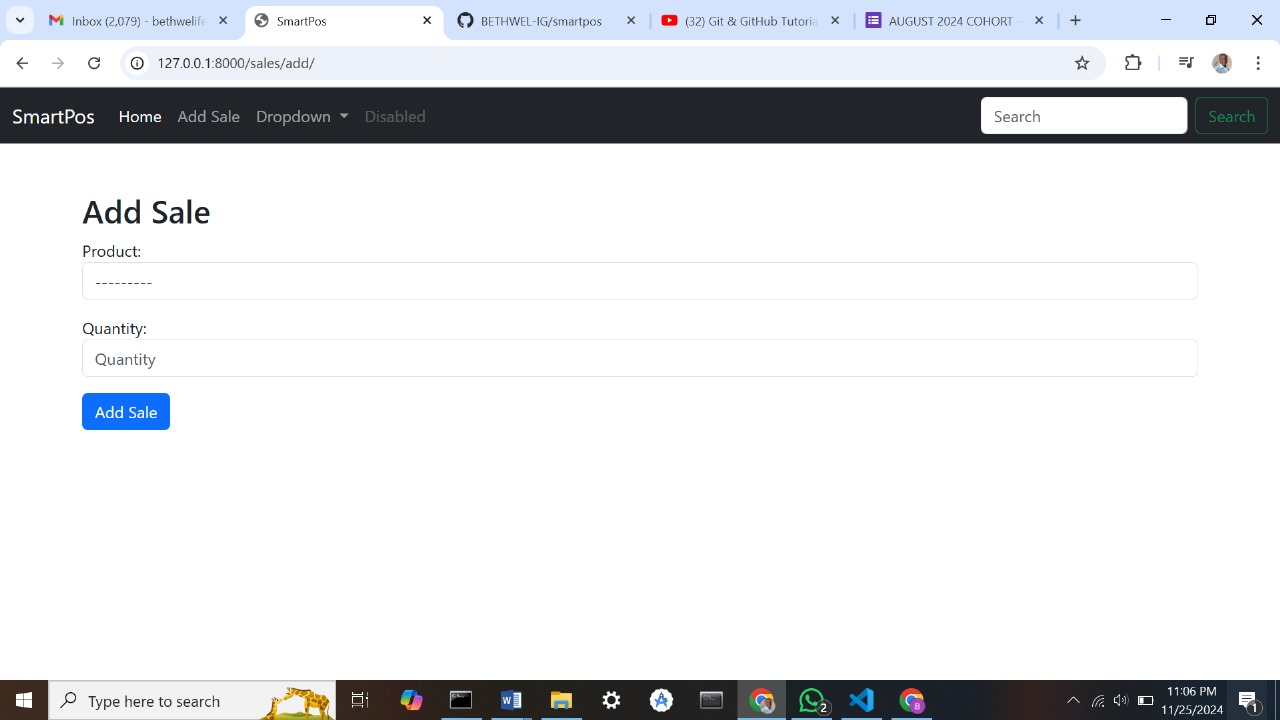 Inbox (2,079) - bethwelife
SmartPos
BETHWEL-IG/smartpos
(32) Git & GitHub Tutoria
AUGUST 2024 COHORT -
127.0.0.1:8000/sales/add/
SmartPos
Home
Add Sale
Dropdown
Disabled
Search
Search
Add Sale
Product:
---------
Quantity:
Quantity
Add Sale
Type here to search
2
B
11:06 PM
11/25/2024
1